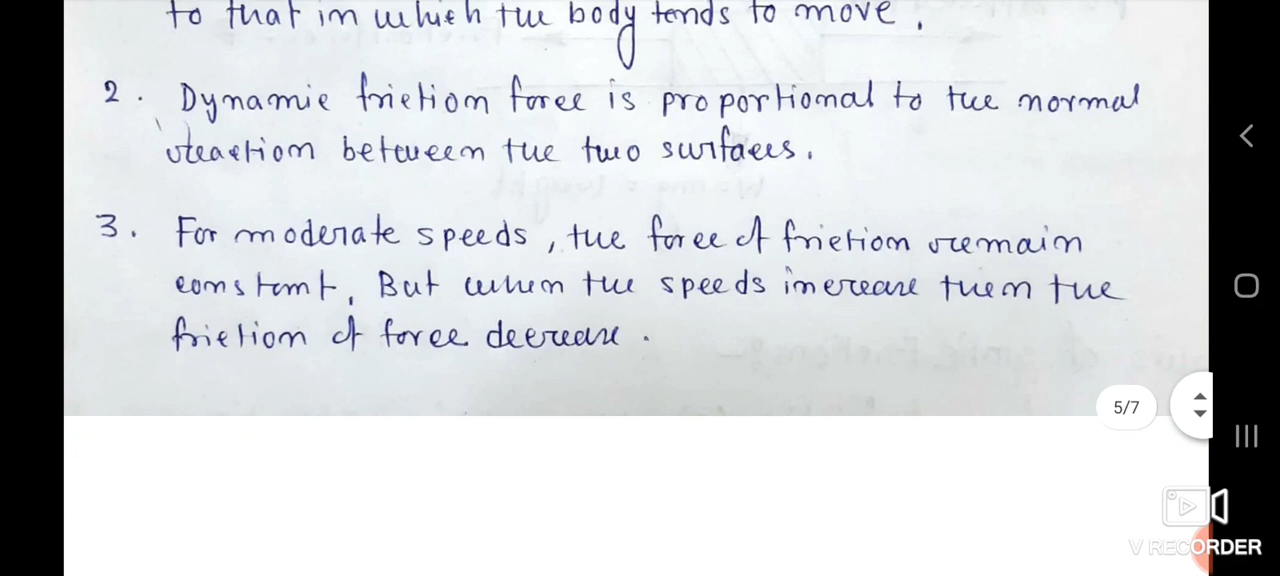 to that in which the body tends to move.
2. Dynamic friction force is proportional to the normal
reaction between the two surfaces.
3. For moderate speeds, the force of friction remain
constant. But when the speeds increase then the
friction of force decrease.
5/7
V RECORDER